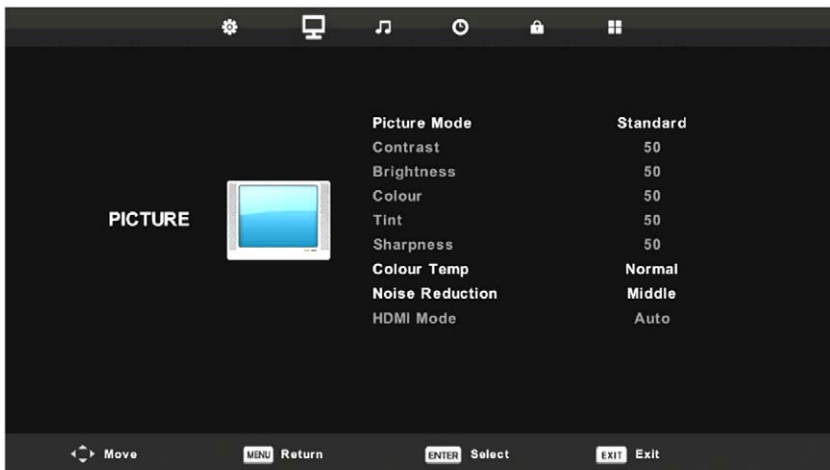 Picture Mode Standard
Contrast 50
Brightness 50
Colour 50
PICTURE
Tint 50
Sharpness 50
Colour Temp Normal
Noise Reduction Middle
HDMI Mode Auto
Move MENU Return ENTER Select EXIT Exit